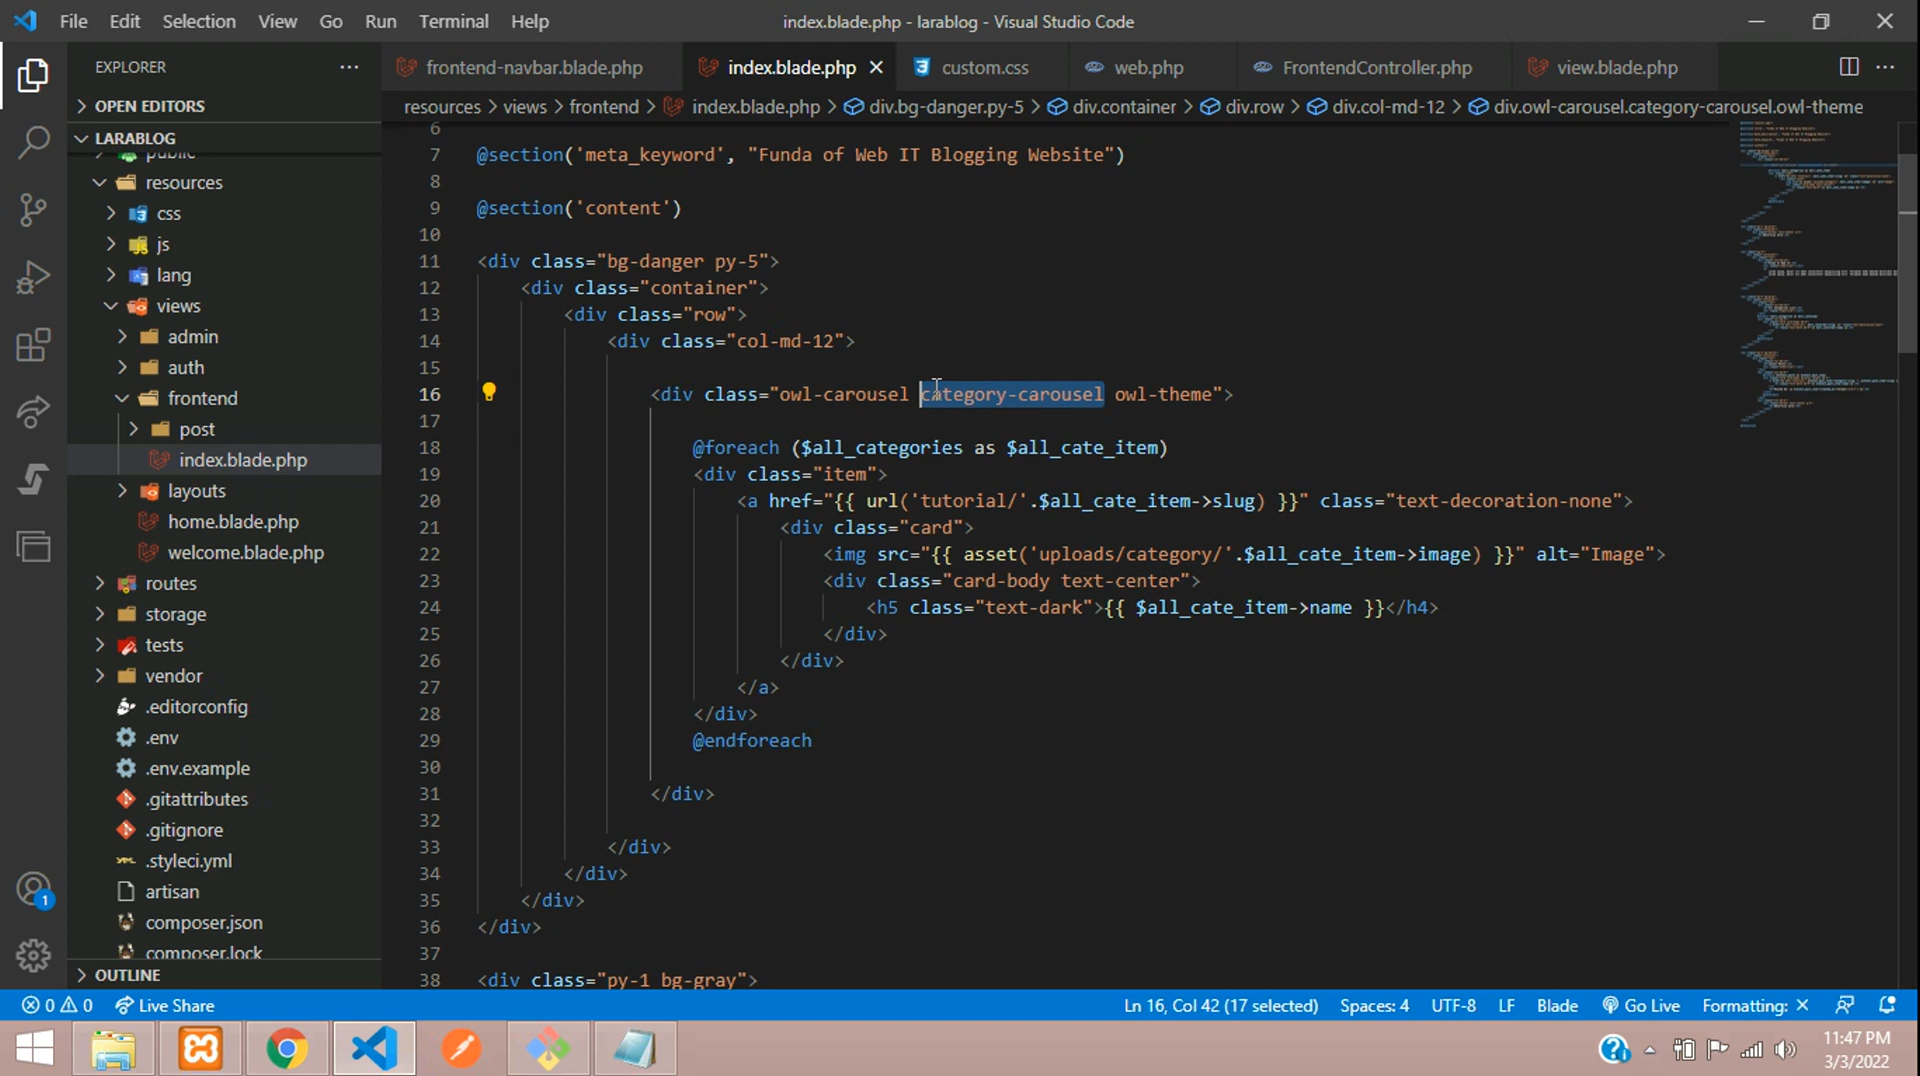 File Edit Selection View Go Run Terminal Help
index.blade.php - larablog - Visual Studio Code
EXPLORER
frontend-navbar.blade.php
index.blade.php
custom.css
web.php
FrontendController.php
view.blade.php
OPEN EDITORS
resources > views > frontend > index.blade.php > div.bg-danger.py-5 > div.container > div.row > div.col-md-12 > div.owl-carousel.category-carousel.owl-theme
LARABLOG
public
resources
css
js
lang
views
admin
auth
frontend
post
index.blade.php
layouts
home.blade.php
welcome.blade.php
routes
storage
tests
vendor
.editorconfig
.env
.env.example
.gitattributes
.gitignore
.styleci.yml
artisan
composer.json
composer.lock
OUTLINE
6
7 @section('meta_keyword', "Funda of Web IT Blogging Website")
8
9 @section('content')
10
11 <div class="bg-danger py-5">
12 <div class="container">
13 <div class="row">
14 <div class="col-md-12">
15
16 <div class="owl-carousel category-carousel owl-theme">
17
18 @foreach ($all_categories as $all_cate_item)
19 <div class="item">
20 <a href="{{ url('tutorial/'.$all_cate_item->slug) }}" class="text-decoration-none">
21 <div class="card">
22 <img src="{{ asset('uploads/category/'.$all_cate_item->image) }}" alt="Image">
23 <div class="card-body text-center">
24 <h5 class="text-dark">{{ $all_cate_item->name }}</h4>
25 </div>
26 </div>
27 </a>
28 </div>
29 @endforeach
30
31 </div>
32
33 </div>
34 </div>
35 </div>
36 </div>
37
38 <div class="py-1 bg-gray">
1
0 0 Live Share
Ln 16, Col 42 (17 selected) Spaces: 4 UTF-8 LF Blade Go Live Formatting: ×
11:47 PM
3/3/2022